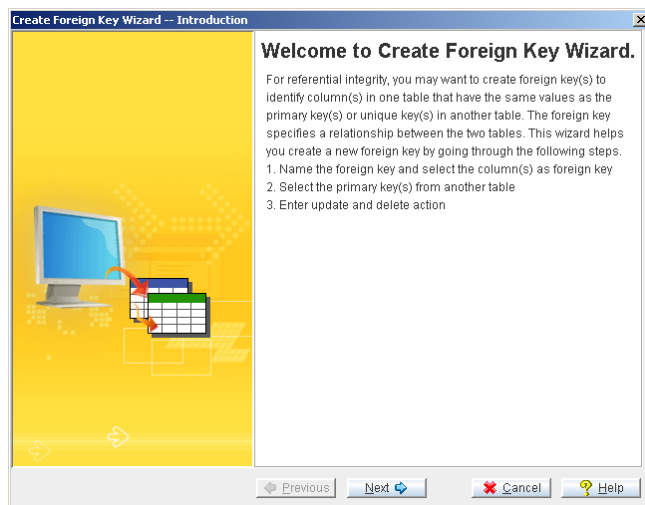 Create Foreign Key Wizard -- Introduction
Welcome to Create Foreign Key Wizard.
For referential integrity, you may want to create foreign key(s) to
identify column(s) in one table that have the same values as the
primary key(s) or unique key(s) in another table. The foreign key
specifies a relationship between the two tables. This wizard helps
you create a new foreign key by going through the following steps.
1. Name the foreign key and select the column(s) as foreign key
2. Select the primary key(s) from another table
3. Enter update and delete action
Previous
Next
Cancel
Help